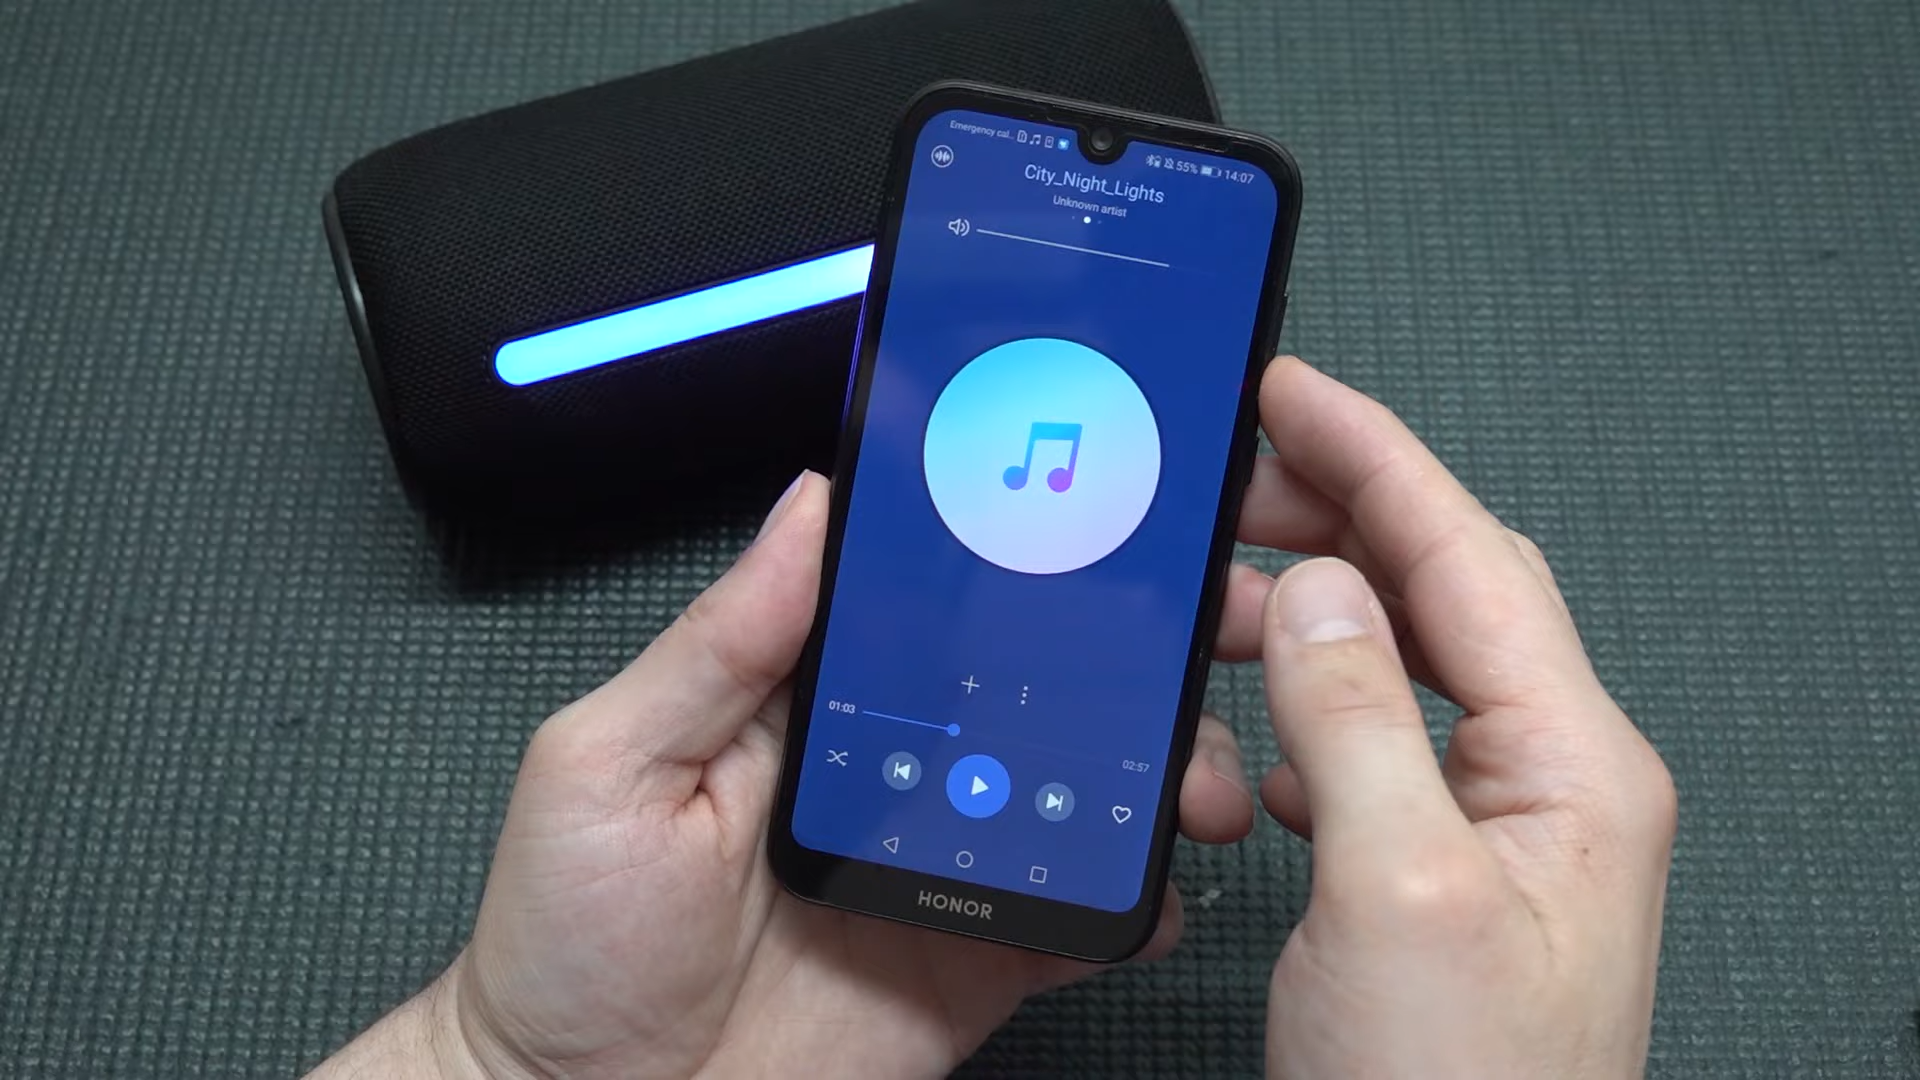 Emergency cal... 55% 14:07
City_Night_Lights
Unknown artist
01:03
02:57
HONOR